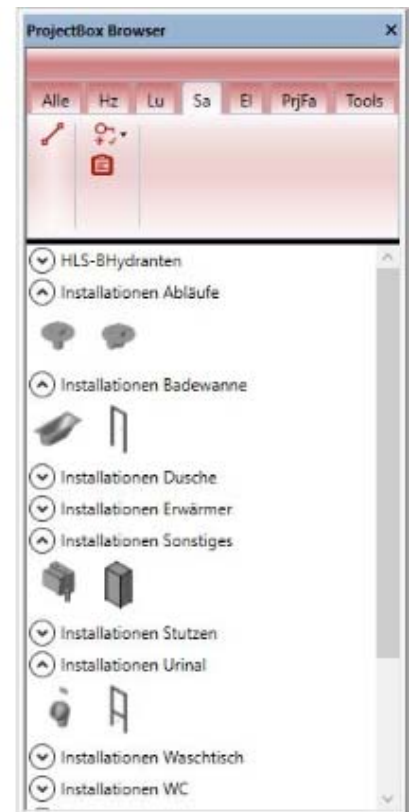 ProjectBox Browser
Alle Hz Lu Sa El PrjFa Tools
HLS-BHydranten
Installationen Abläufe
Installationen Badewanne
Installationen Dusche
Installationen Erwärmer
Installationen Sonstiges
Installationen Stutzen
Installationen Urinal
Installationen Waschtisch
Installationen WC